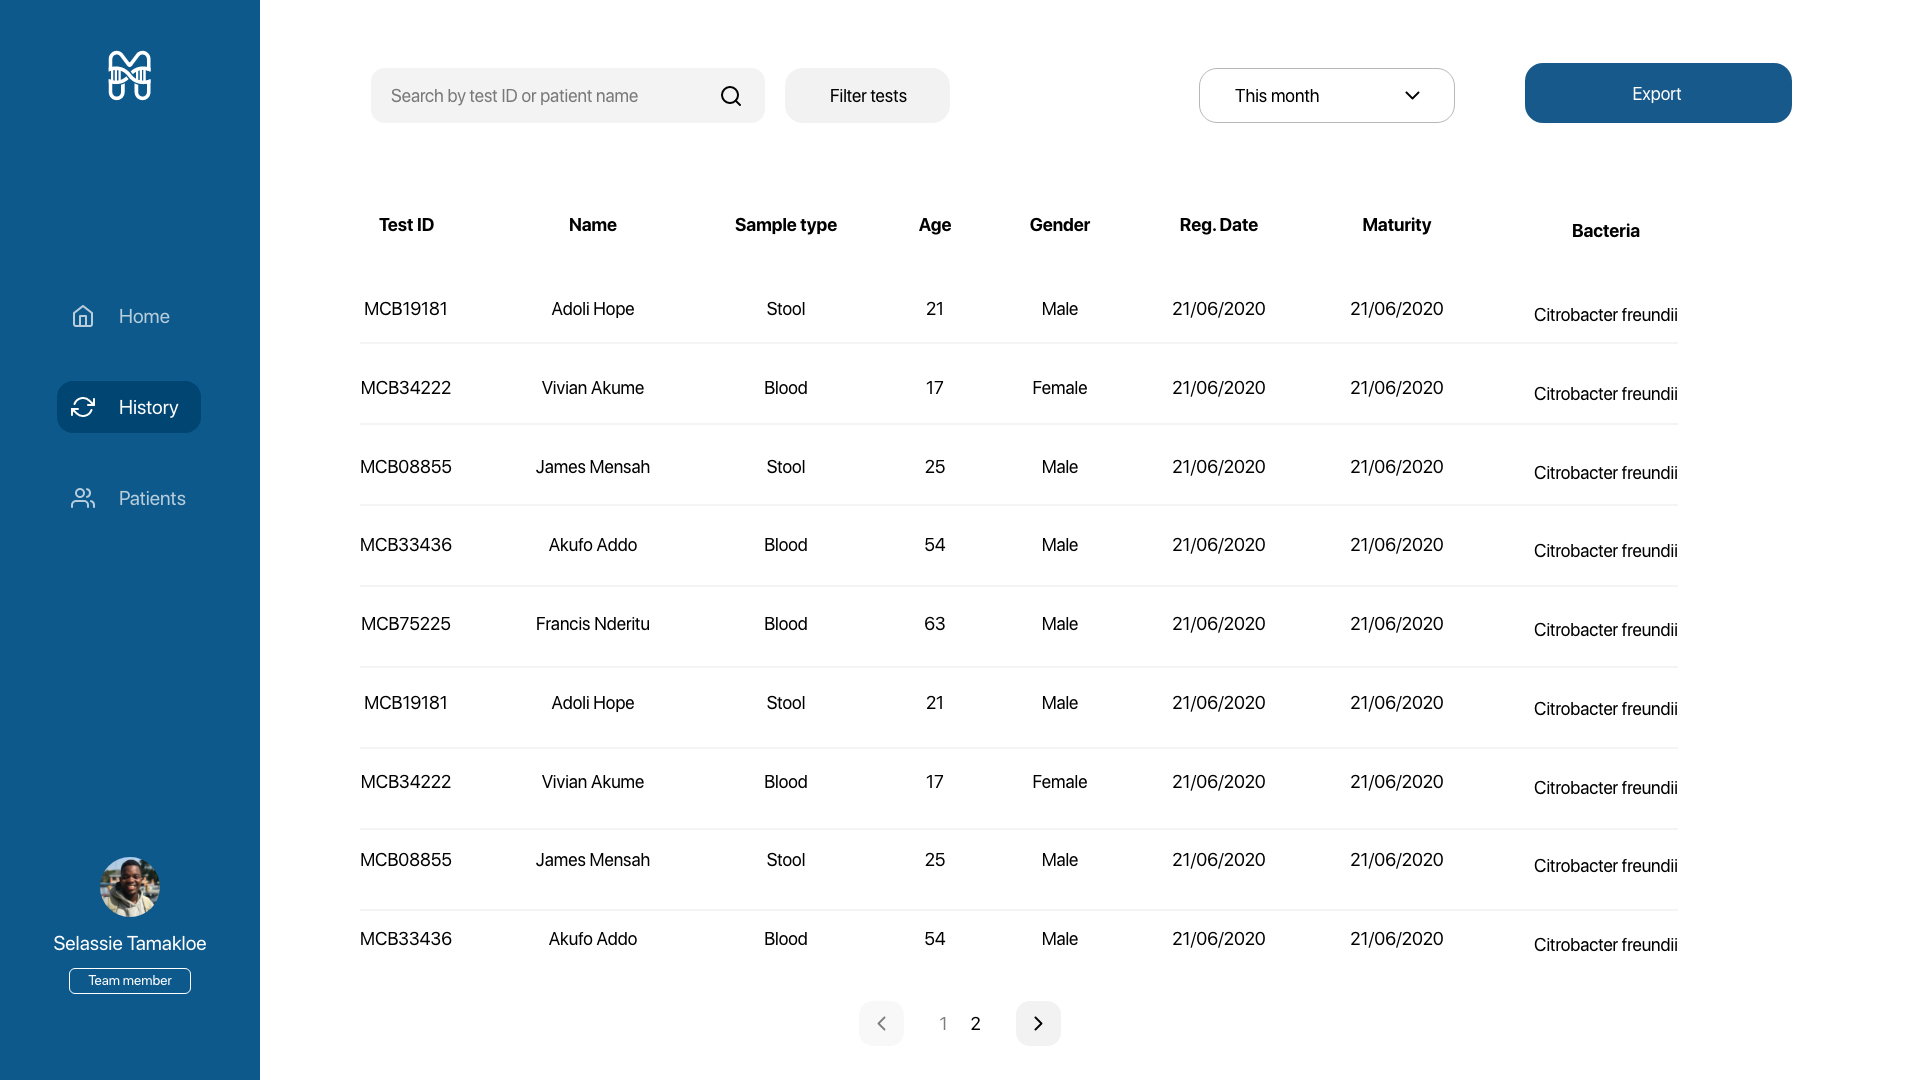 Search by test ID or patient name
Filter tests
This month
Export
Home
History
Patients
Selassie Tamakloe
Team member
Test ID Name Sample type Age Gender Reg. Date Maturity Bacteria
MCB19181 Adoli Hope Stool 21 Male 21/06/2020 21/06/2020 Citrobacter freundii
MCB34222 Vivian Akume Blood 17 Female 21/06/2020 21/06/2020 Citrobacter freundii
MCB08855 James Mensah Stool 25 Male 21/06/2020 21/06/2020 Citrobacter freundii
MCB33436 Akufo Addo Blood 54 Male 21/06/2020 21/06/2020 Citrobacter freundii
MCB75225 Francis Nderitu Blood 63 Male 21/06/2020 21/06/2020 Citrobacter freundii
MCB19181 Adoli Hope Stool 21 Male 21/06/2020 21/06/2020 Citrobacter freundii
MCB34222 Vivian Akume Blood 17 Female 21/06/2020 21/06/2020 Citrobacter freundii
MCB08855 James Mensah Stool 25 Male 21/06/2020 21/06/2020 Citrobacter freundii
MCB33436 Akufo Addo Blood 54 Male 21/06/2020 21/06/2020 Citrobacter freundii
1 2